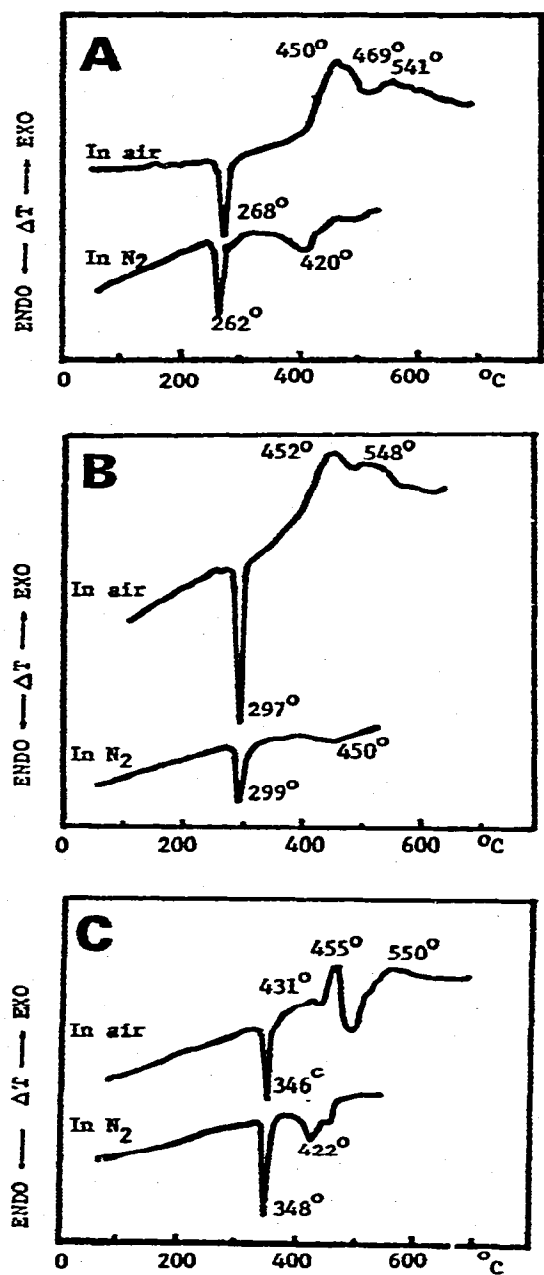 A
450° 469°
541°
In air
268°
In N2
420°
262°
ENDO ← ΔT → EXO
0 200 400 600 °C
B
452° 548°
In air
297°
In N2
450°
299°
ENDO ← ΔT → EXO
0 200 400 600 °C
C
455° 550°
431°
In air
346c
In N2
422°
348°
ENDO ← ΔT → EXO
0 200 400 600 °C